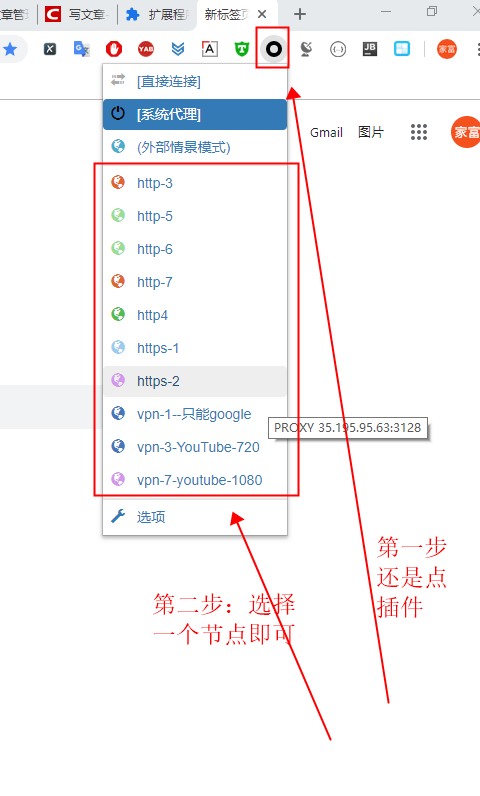 章管
写文章-
扩展程
新标签页
YAB
A
T
JB
家富
[直接连接]
[系统代理]
(外部情景模式)
Gmail
图片
家富
http-3
http-5
http-6
http-7
http4
https-1
https-2
vpn-1--只能google
PROXY 35.195.95.63:3128
vpn-3-YouTube-720
vpn-7-youtube-1080
选项
第一步
还是点
插件
第二步：选择
一个节点即可